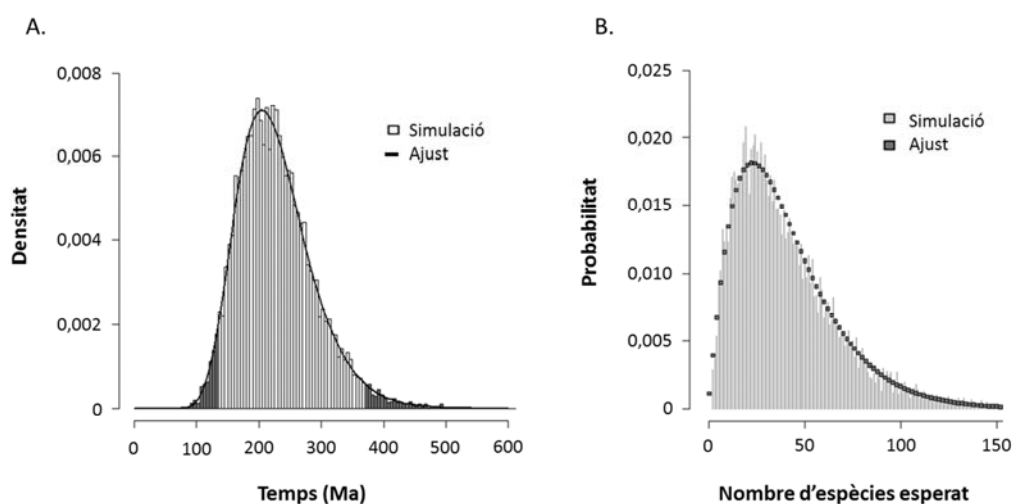 A.
Densitat
0,008
0,006
0,004
0,002
0
Simulació
Ajust
0 100 200 300 400 500 600
Temps (Ma)
B.
Probabilitat
0,025
0,020
0,015
0,010
0,005
0
Simulació
Ajust
0 50 100 150
Nombre d'espècies esperat